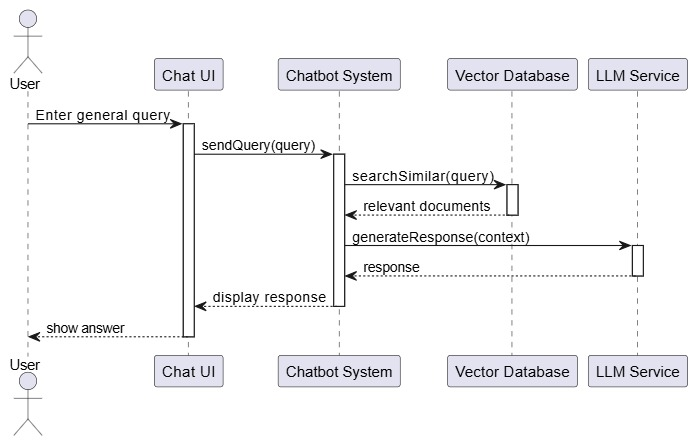 User
Chat UI
Chatbot System
Vector Database
LLM Service
Enter general query
sendQuery(query)
searchSimilar(query)
relevant documents
generateResponse(context)
response
display response
show answer
User
Chat UI
Chatbot System
Vector Database
LLM Service